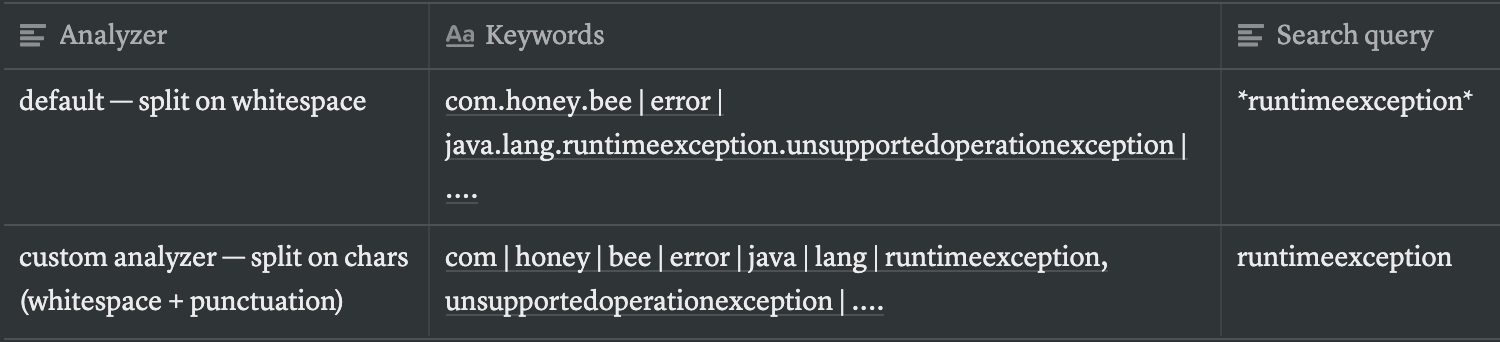 Analyzer
Aa Keywords
Search query
default — split on whitespace
com.honey.bee | error |
java.lang.runtimeexception.unsupportedoperationexception |
....
*runtimeexception*
custom analyzer — split on chars
(whitespace + punctuation)
com | honey | bee | error | java | lang | runtimeexception,
unsupportedoperationexception | ....
runtimeexception